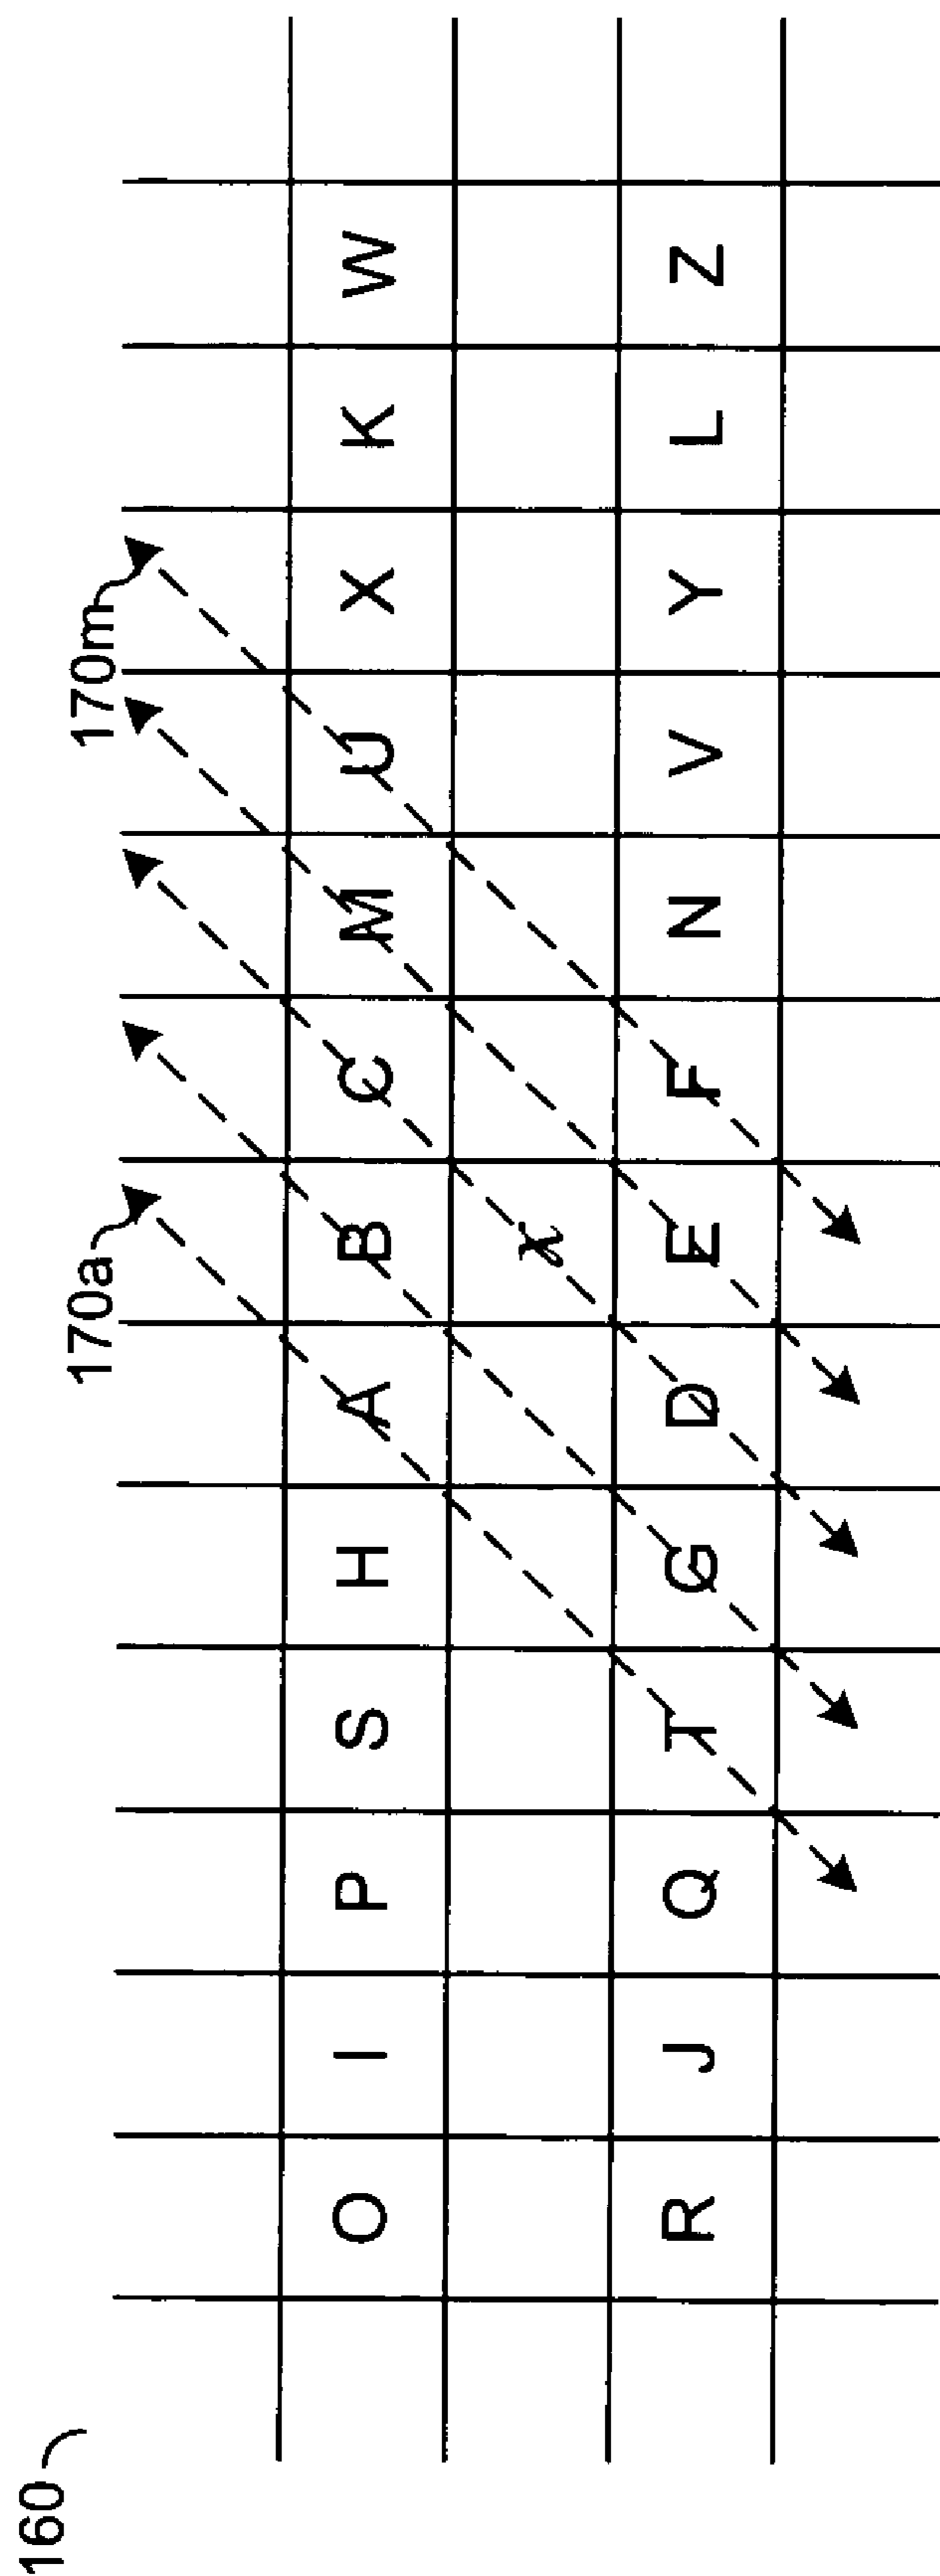 160
170a
170m
O I P S H A B C M U X K W
x
R J Q T G D E F N V Y L Z